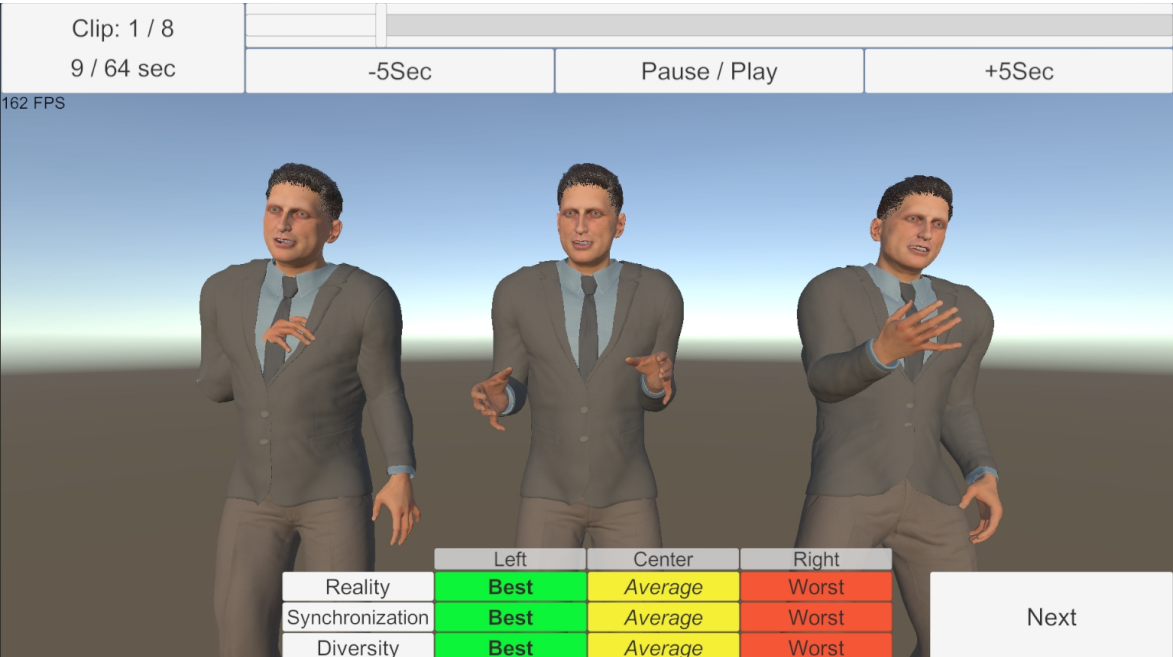 Clip: 1 / 8
9 / 64 sec
-5Sec
Pause / Play
+5Sec
162 FPS
Left Center Right
Reality Best Average Worst
Synchronization Best Average Worst
Diversity Best Average Worst
Next